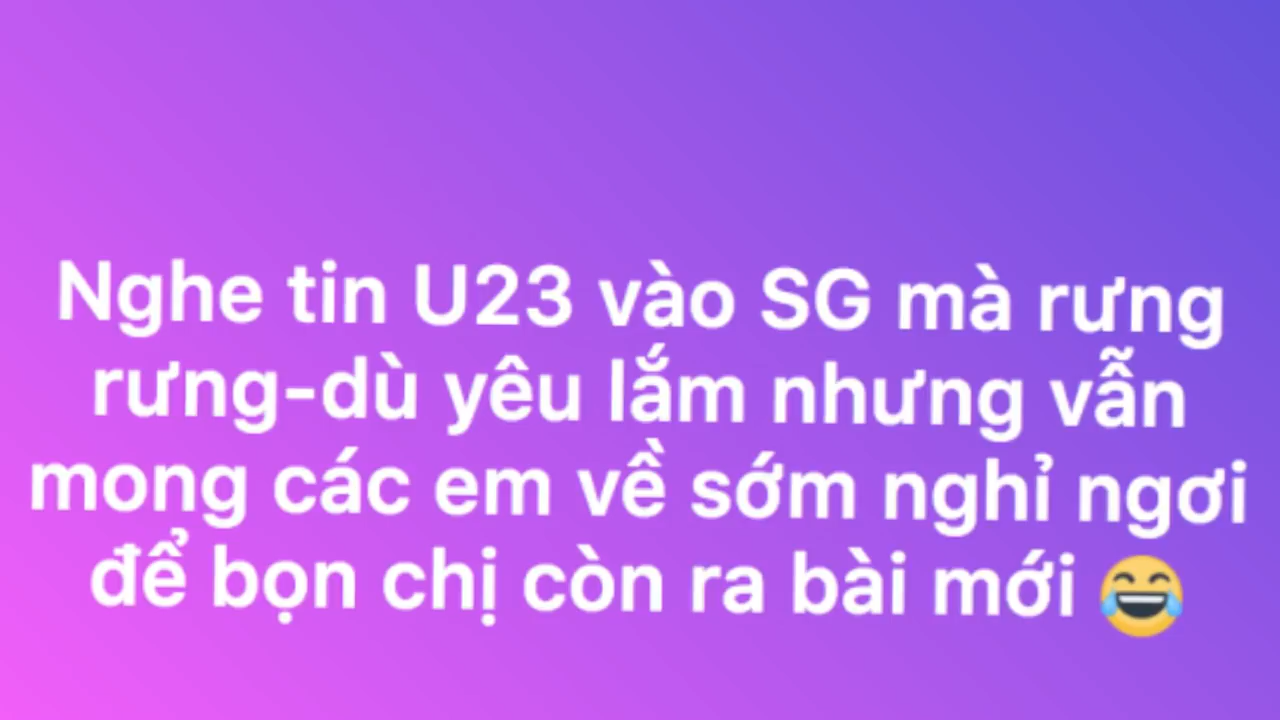 Nghe tin U23 vào SG mà rưng
rưng-dù yêu lắm nhưng vẫn
mong các em về sớm nghỉ ngơi
để bọn chị còn ra bài mới 😂